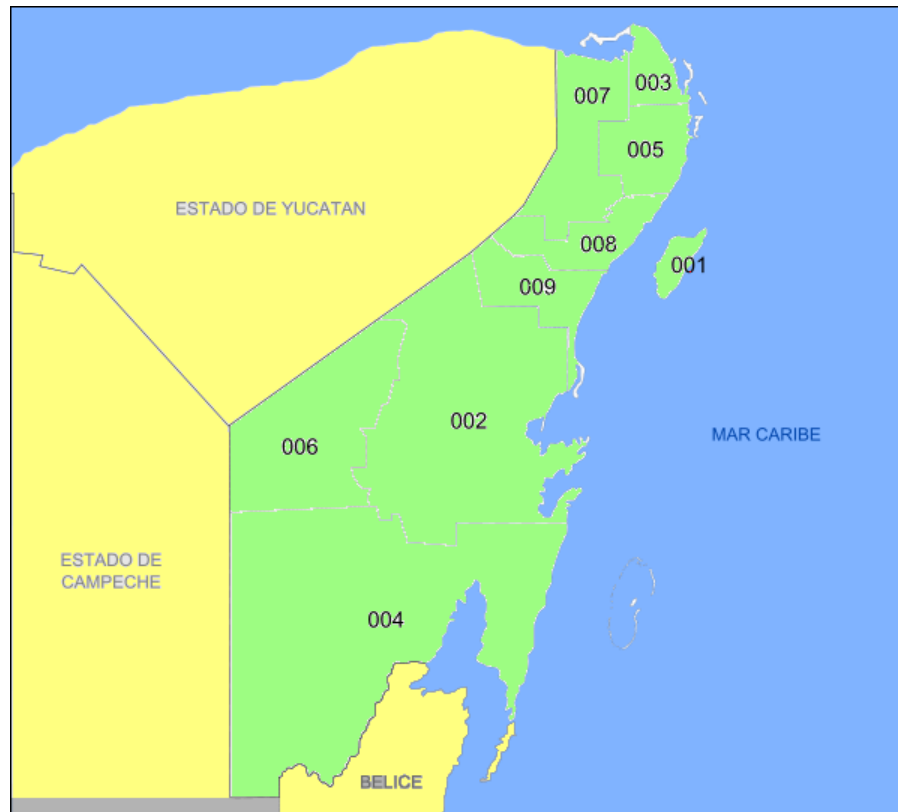 003
007
005
ESTADO DE YUCATAN
008
001
009
002
MAR CARIBE
006
ESTADO DE
CAMPECHE
004
BELICE